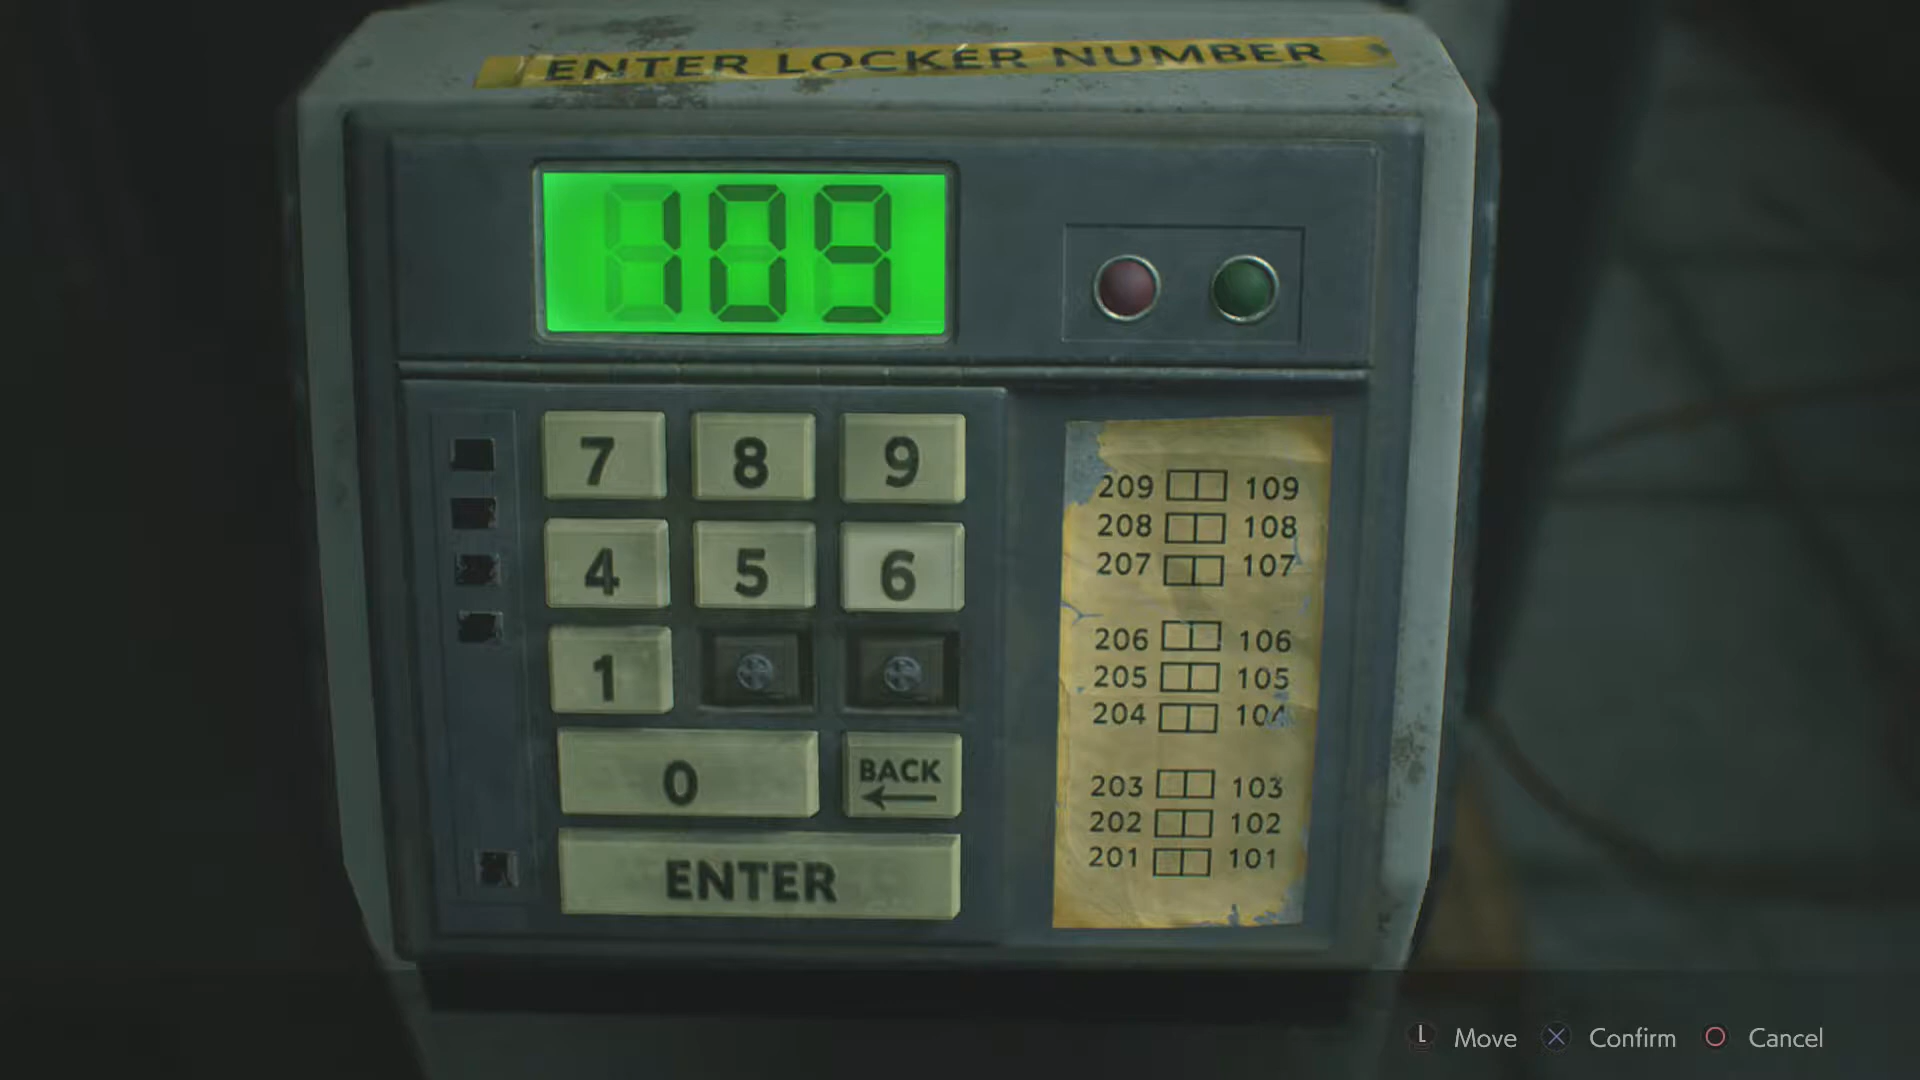 ENTER LOCKER NUMBER
109
7 8 9
4 5 6
1
0 BACK
ENTER
209 109
208 108
207 107
206 106
205 105
204 104
203 103
202 102
201 101
L Move Confirm Cancel